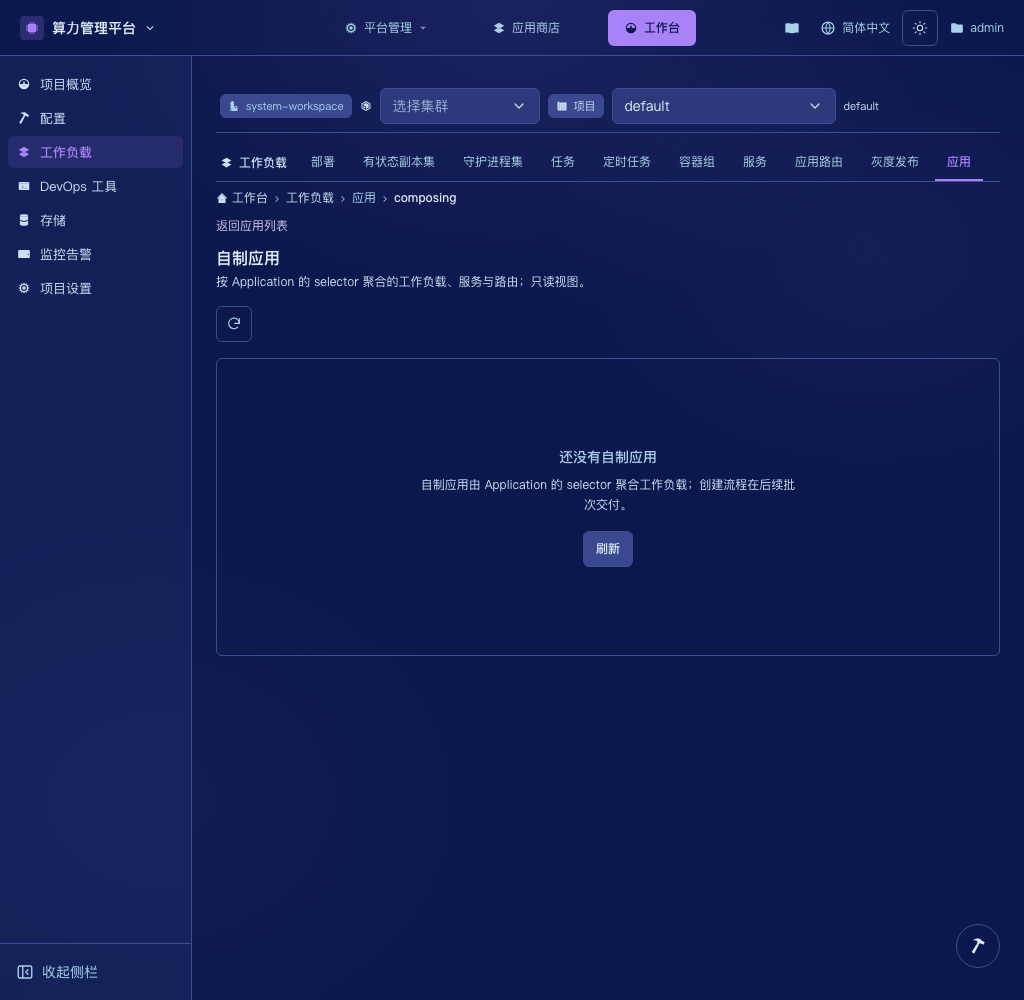 算力管理平台
平台管理
应用商店
工作台
简体中文
admin
项目概览
配置
工作负载
DevOps 工具
存储
监控告警
项目设置
收起侧栏
system-workspace
选择集群
项目
default
default
工作负载
部署
有状态副本集
守护进程集
任务
定时任务
容器组
服务
应用路由
灰度发布
应用
工作台 › 工作负载 › 应用 › composing
返回应用列表
自制应用
按 Application 的 selector 聚合的工作负载、服务与路由；只读视图。
还没有自制应用
自制应用由 Application 的 selector 聚合工作负载；创建流程在后续批
次交付。
刷新